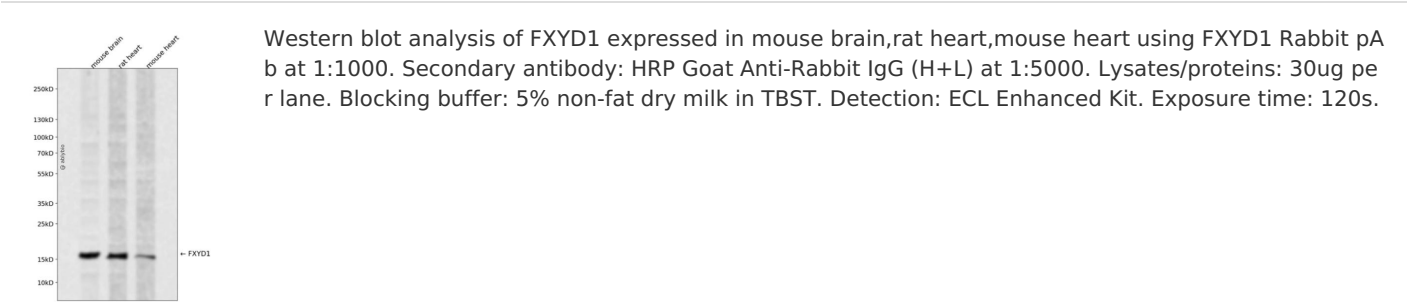 mouse brain
rat heart
mouse heart
Western blot analysis of FXYD1 expressed in mouse brain,rat heart,mouse heart using FXYD1 Rabbit pA
b at 1:1000. Secondary antibody: HRP Goat Anti-Rabbit IgG (H+L) at 1:5000. Lysates/proteins: 30ug pe
r lane. Blocking buffer: 5% non-fat dry milk in TBST. Detection: ECL Enhanced Kit. Exposure time: 120s.
250kD
130kD
100kD
70kD
55kD
35kD
25kD
15kD
10kD
← FXYD1